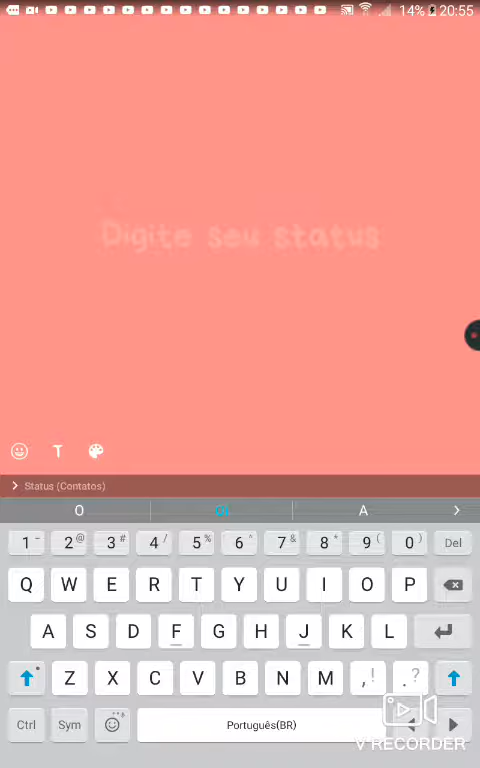 14% 20:55
Digite seu status
Status (Contatos)
O Oi A
1 - 2 @ 3 # 4 / 5 % 6 ^ 7 & 8 * 9 ( 0 ) Del
Q W E R T Y U I O P
A S D F G H J K L
Z X C V B N M , ! . ?
Ctrl Sym Português(BR)
V RECORDER